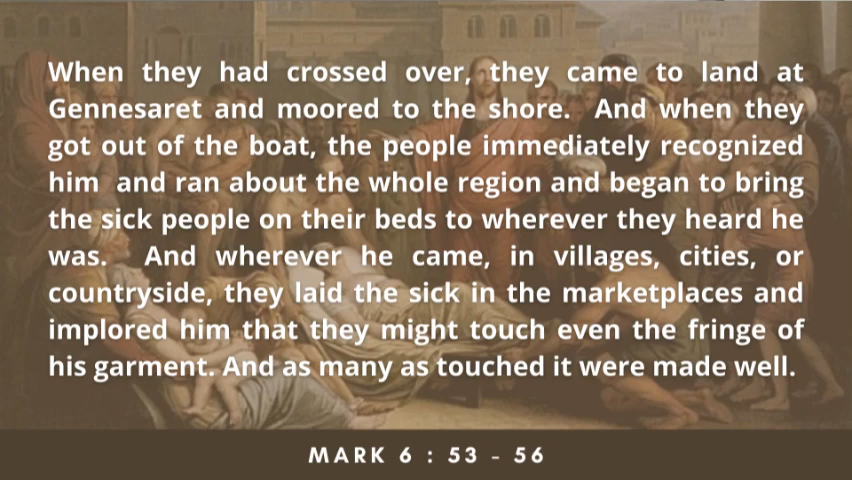 When they had crossed over, they came to land at
Gennesaret and moored to the shore.  And when they
got out of the boat, the people immediately recognized
him  and ran about the whole region and began to bring
the sick people on their beds to wherever they heard he
was.  And wherever he came, in villages, cities, or
countryside, they laid the sick in the marketplaces and
implored him that they might touch even the fringe of
his garment. And as many as touched it were made well.
MARK 6 : 53 - 56